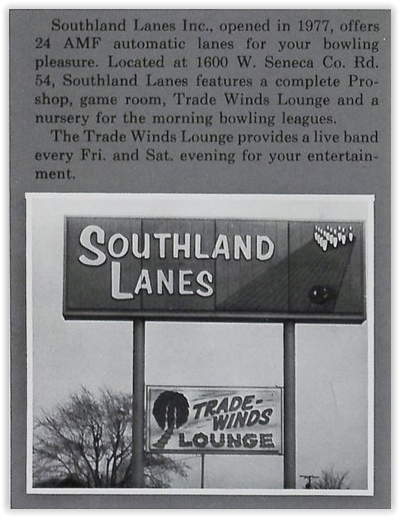 Southland Lanes Inc., opened in 1977, offers
24 AMF automatic lanes for your bowling
pleasure. Located at 1600 W. Seneca Co. Rd.
54, Southland Lanes features a complete Pro-
shop, game room, Trade Winds Lounge and a
nursery for the morning bowling leagues.
The Trade Winds Lounge provides a live band
every Fri. and Sat. evening for your entertain-
ment.
SOUTHLAND
LANES
TRADE-
WINDS
LOUNGE